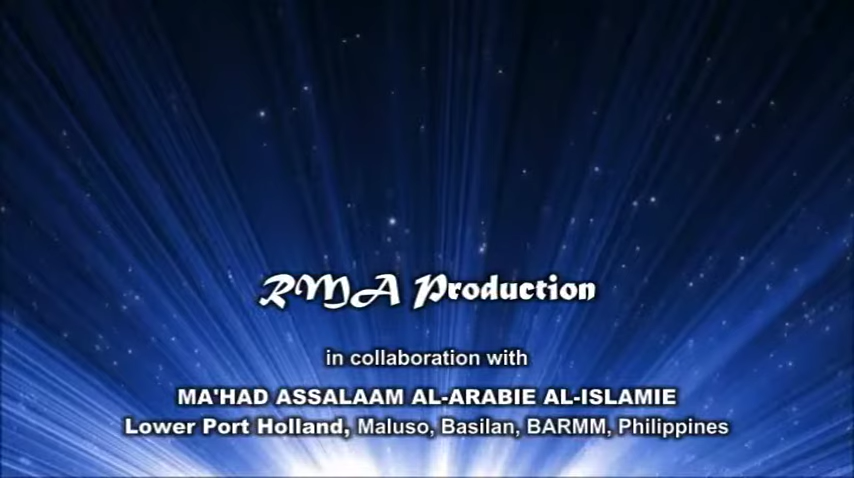 RMA Production
in collaboration with
MA'HAD ASSALAAM AL-ARABIE AL-ISLAMIE
Lower Port Holland, Maluso, Basilan, BARMM, Philippines